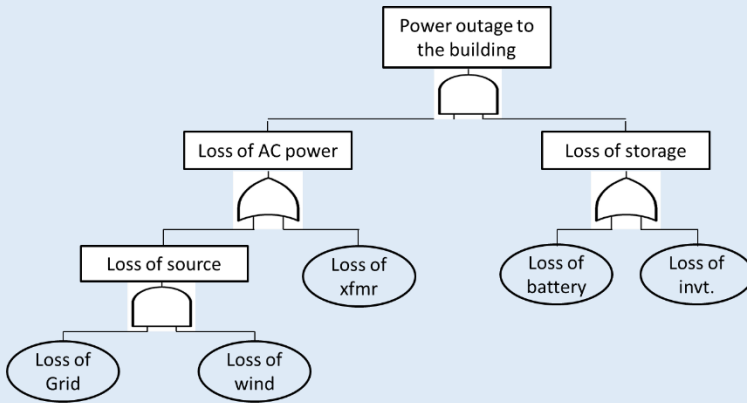 Power outage to
the building
Loss of AC power
Loss of storage
Loss of source
Loss of
xfmr
Loss of
battery
Loss of
invt.
Loss of
Grid
Loss of
wind